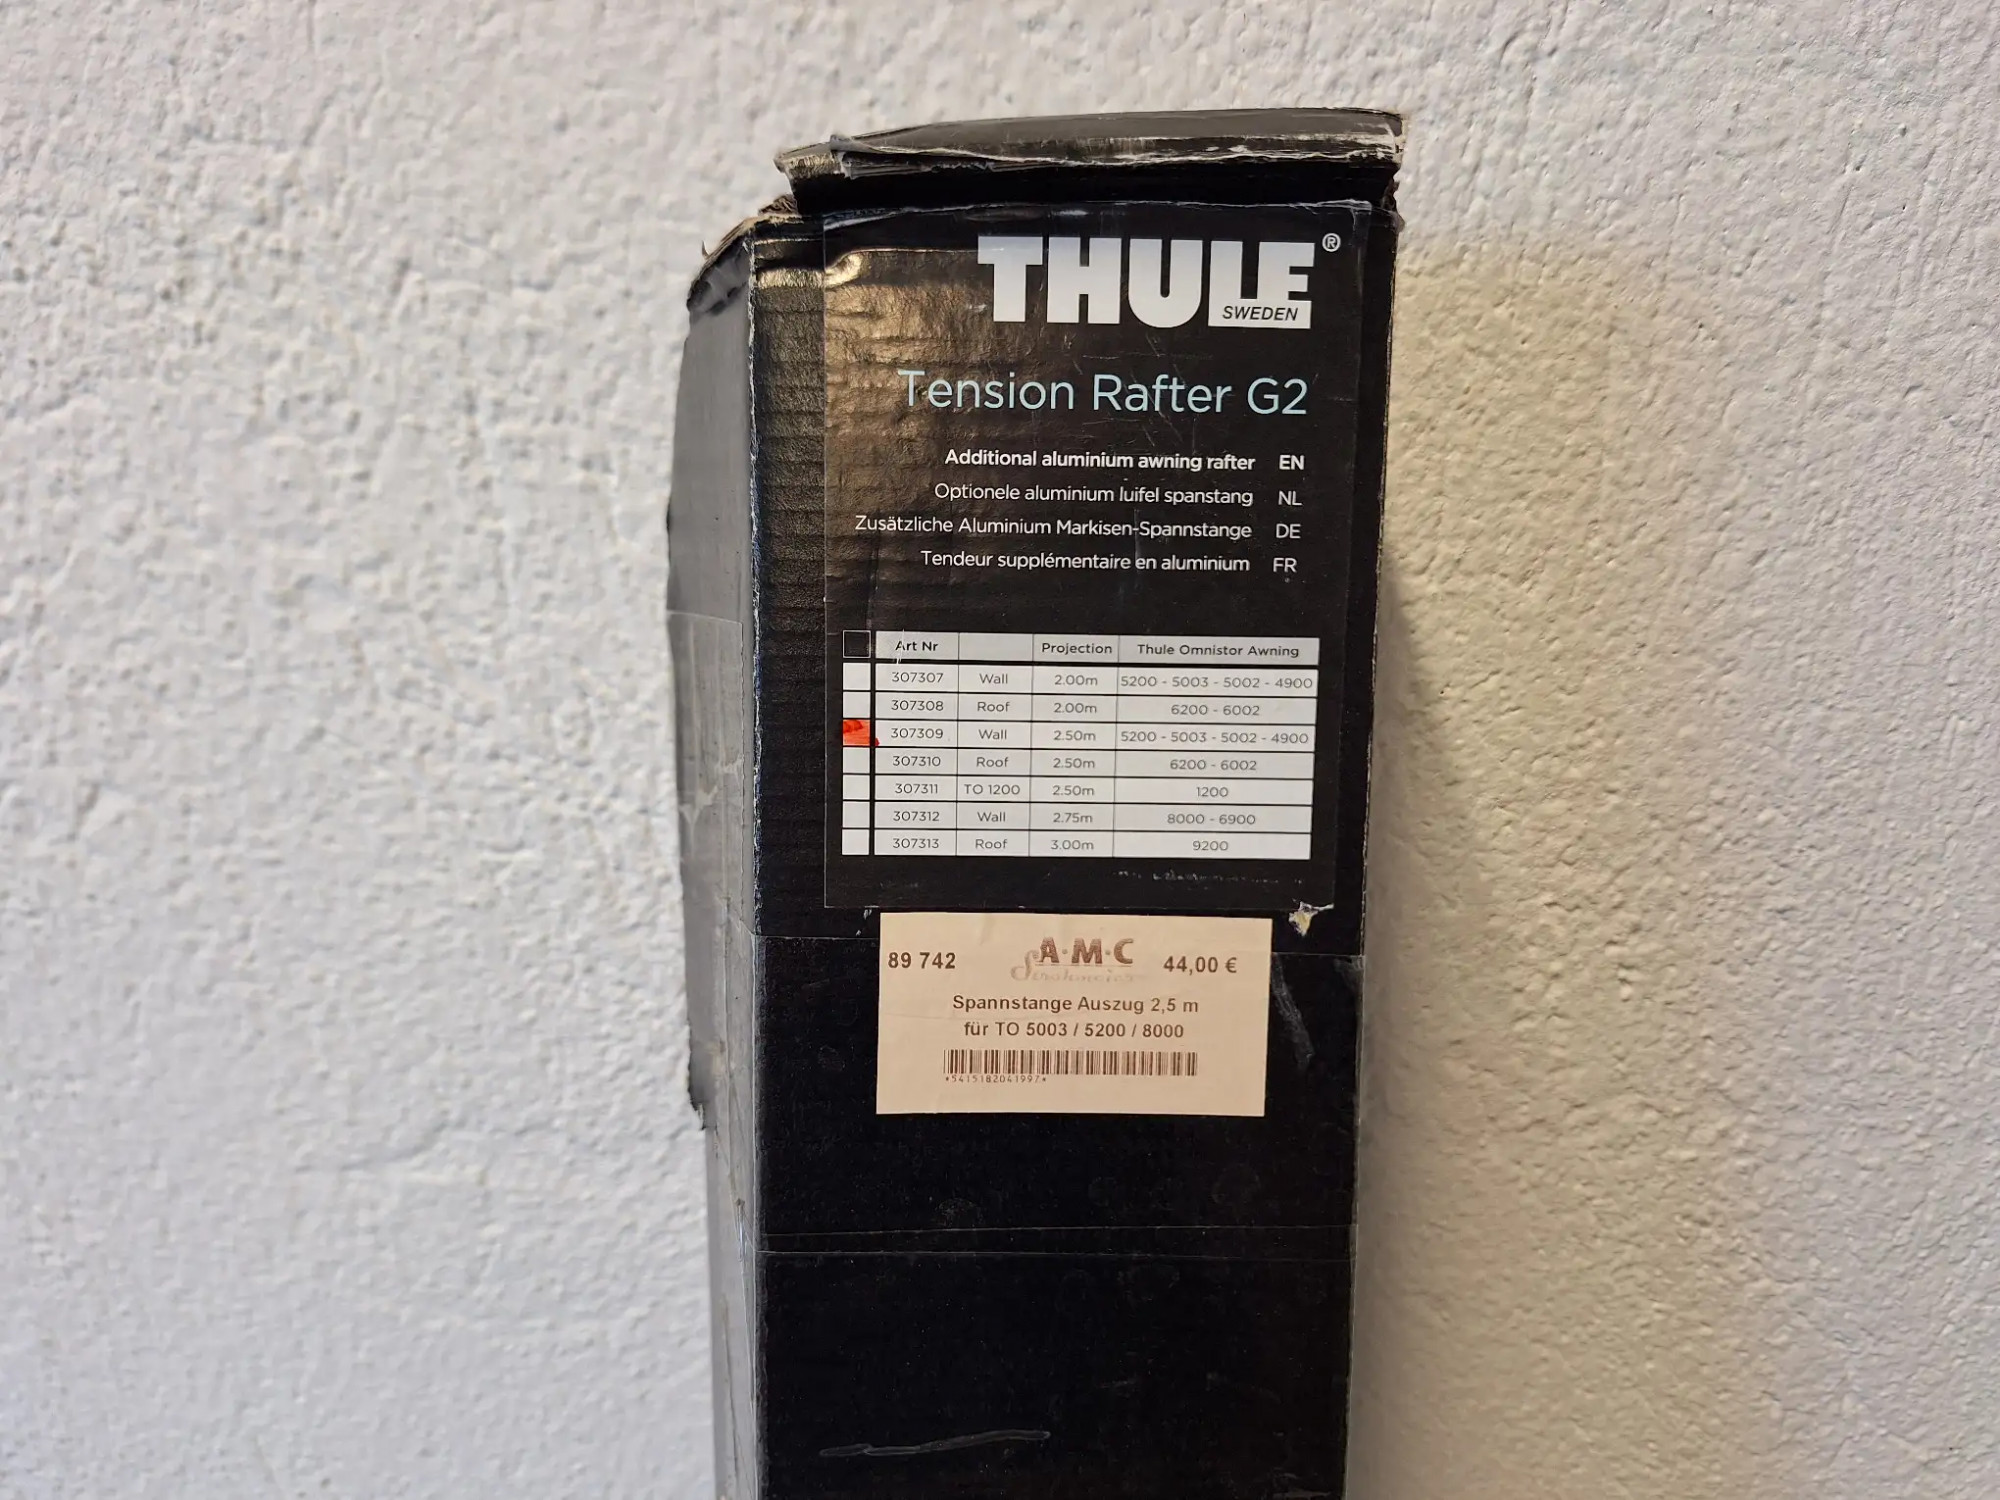 THULE®
SWEDEN
Tension Rafter G2
Additional aluminium awning rafter EN
Optionele aluminium luifel spanstang NL
Zusätzliche Aluminium Markisen-Spannstange DE
Tendeur supplémentaire en aluminium FR
Art Nr Projection Thule Omnistor Awning
307307 Wall 2.00m 5200 - 5003 - 5002 - 4900
307308 Roof 2.00m 6200 - 6002
307309 Wall 2.50m 5200 - 5003 - 5002 - 4900
307310 Roof 2.50m 6200 - 6002
307311 TO 1200 2.50m 1200
307312 Wall 2.75m 8000 - 6900
307313 Roof 3.00m 9200
89 742 A·M·C 44,00 €
Spannstange Auszug 2,5 m
für TO 5003 / 5200 / 8000
*5415182041997*